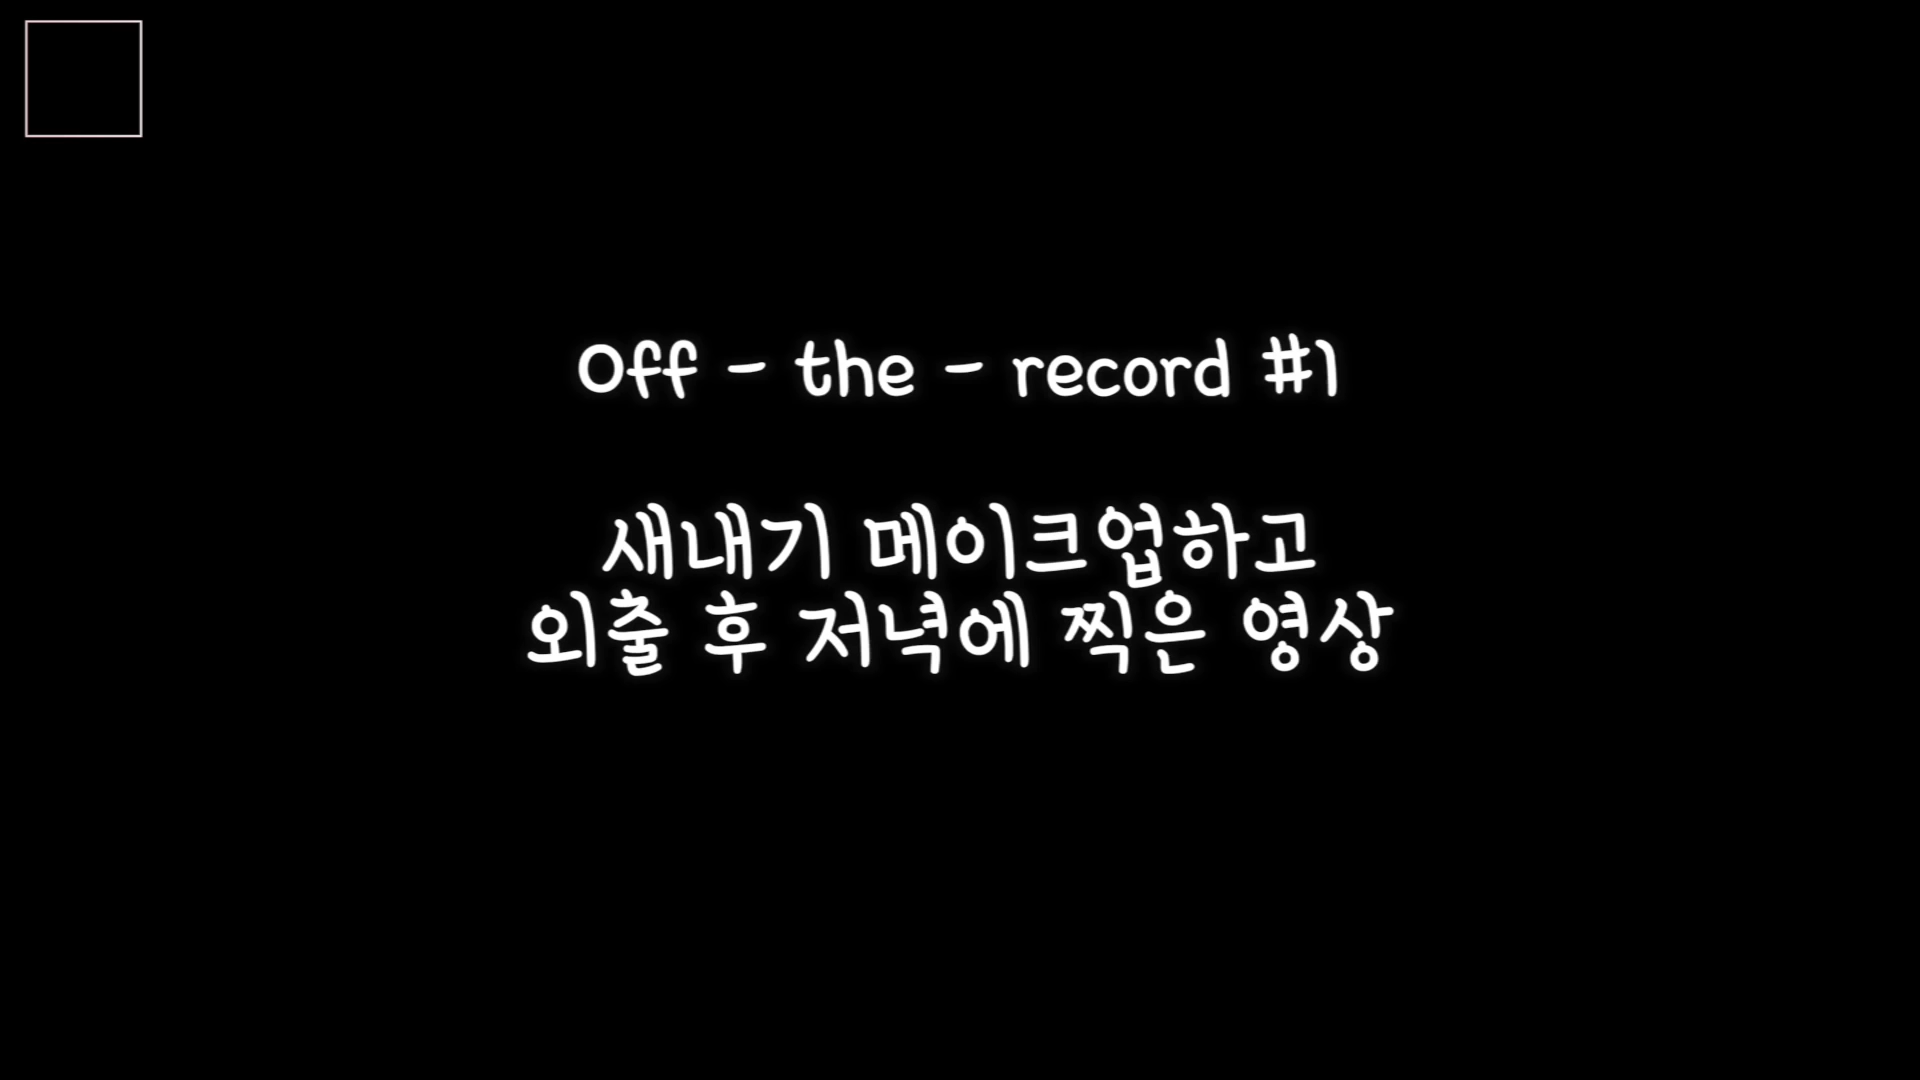 Off - the - record #1
새내기 메이크업하고
외출 후 저녁에 찍은 영상